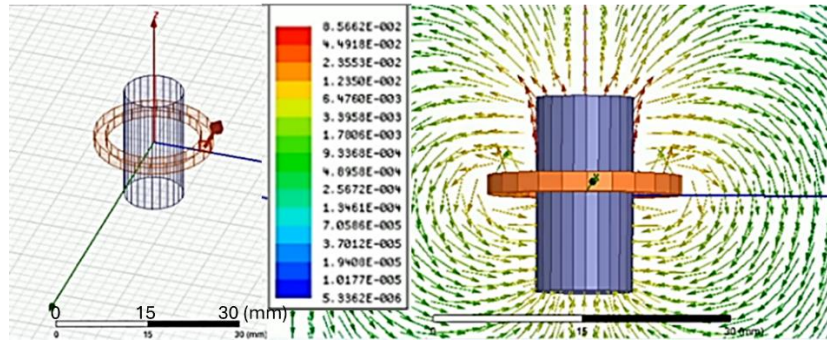 z
0
15
30 (mm)
30 (mm)
8.5662E-002
4.4918E-002
2.3553E-002
1.2350E-002
6.4760E-003
3.3958E-003
1.7806E-003
9.3368E-004
4.8958E-004
2.5672E-004
1.3461E-004
7.0586E-005
3.7012E-005
1.9408E-005
1.0177E-005
5.3362E-006
0
15
30 (mm)